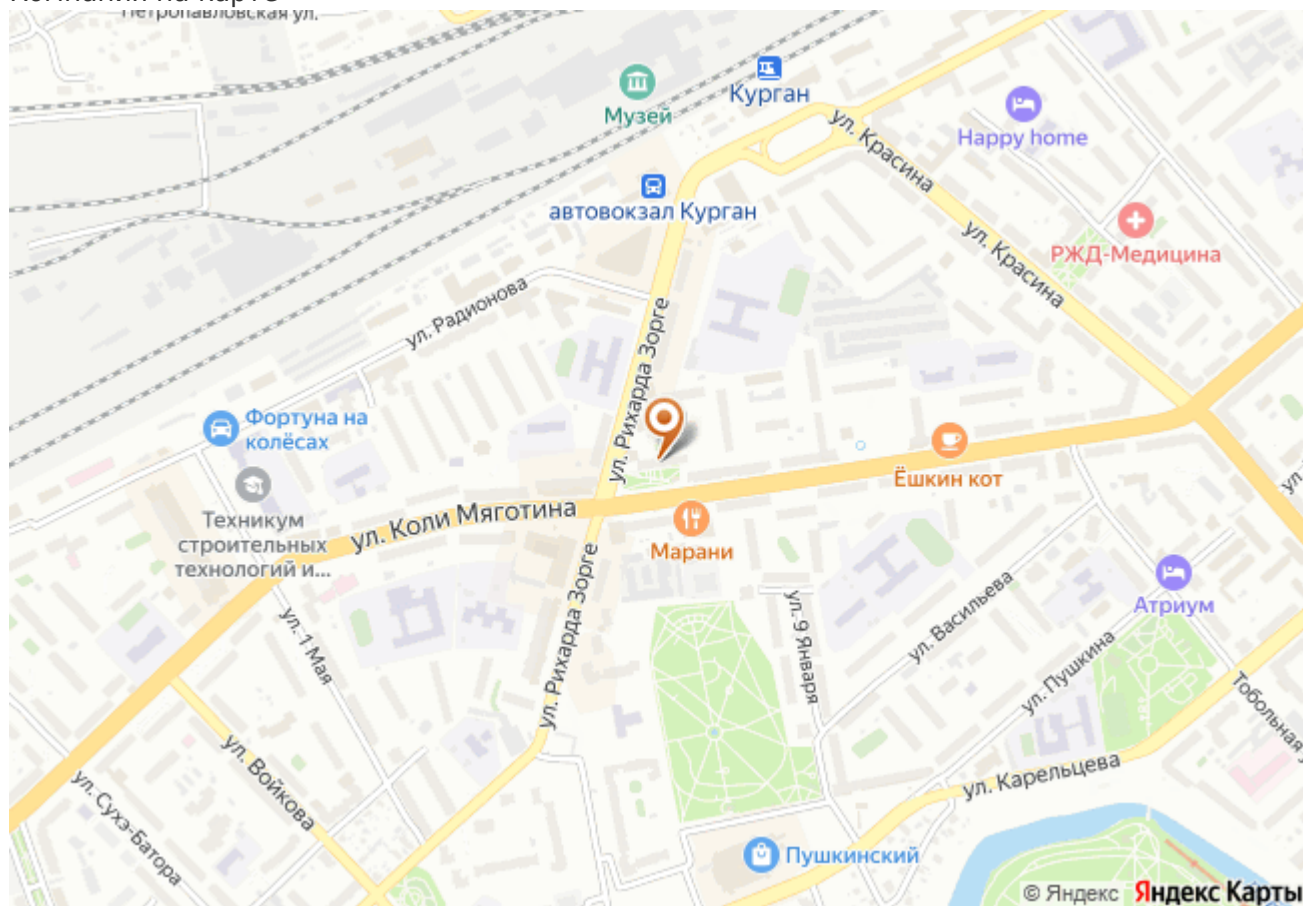 Петропавловская ул.
Музей
Курган
ул. Красина
Happy home
автовокзал Курган
ул. Красина
РЖД-Медицина
ул. Радионова
ул. Рихарда Зорге
Фортуна на
колёсах
Ёшкин кот
Техникум
строительных
технологий и...
ул. Коли Мяготина
Марани
ул. Рихарда Зорге
ул. 1 Мая
ул. 9 Января
ул. Васильева
Атриум
ул. Пушкина
Тобольная
ул. Войкова
ул. Сухэ-Батора
ул. Карельцева
Пушкинский
© Яндекс Яндекс Карты